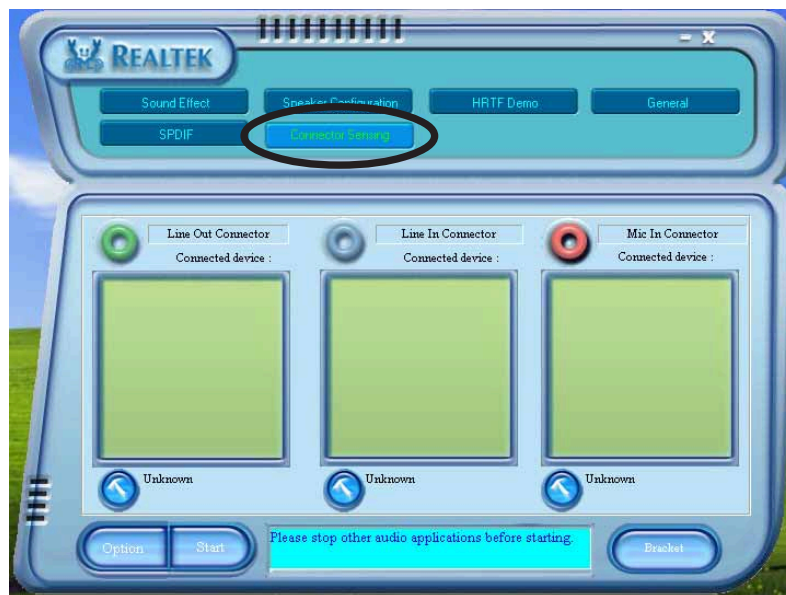 REALTEK
Sound Effect
Speaker Configuration
HRTF Demo
General
SPDIF
Connector Sensing
Line Out Connector
Connected device :
Line In Connector
Connected device :
Mic In Connector
Connected device :
Unknown
Unknown
Unknown
Option
Start
Please stop other audio applications before starting.
Bracket